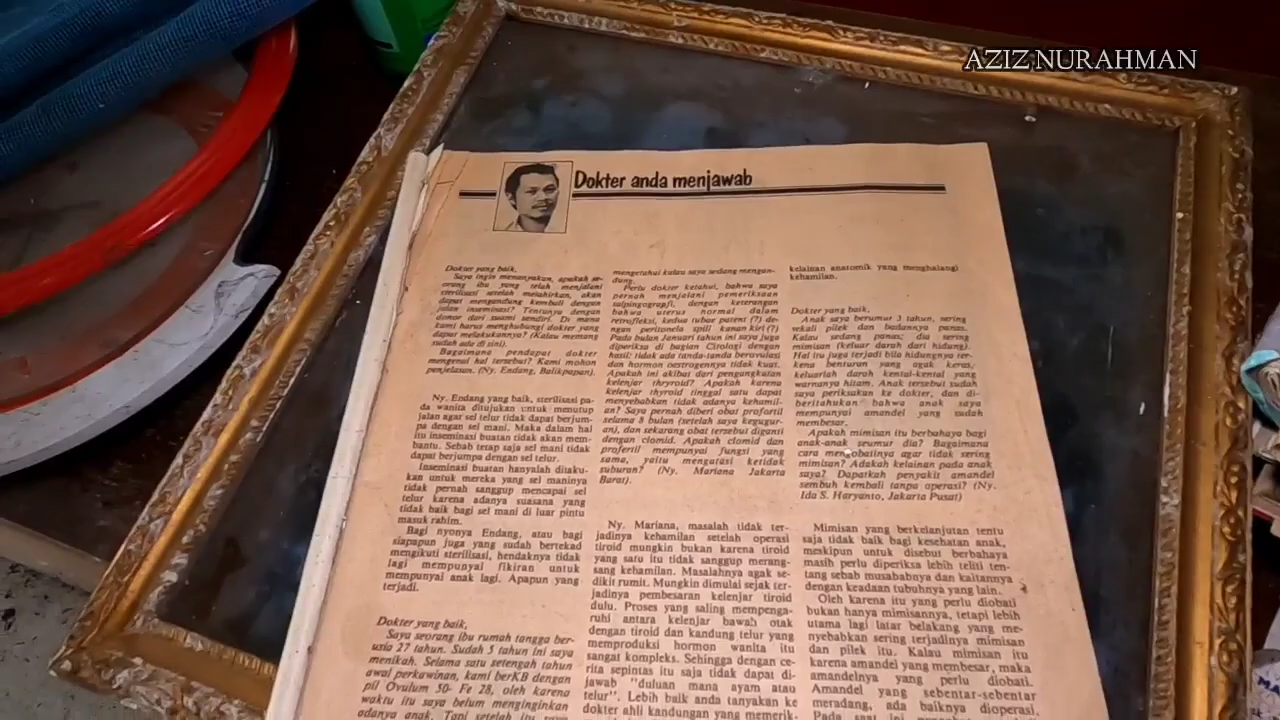 AZIZ NURAHMAN
Dokter anda menjawab
Dokter yang baik,
Saya ingin menanyakan, apakah se-
orang ibu yang telah menjalani
sterilisasi setelah melahirkan, akan
dapat mengandung kembali dengan
jalan inseminasi? Tentunya dengan
donor dari suami sendiri. Di mana
kami harus menghubungi dokter yang
dapat melakukannya? (Kalau memang
sudah ada di sini).
Bagaimana pendapat dokter
mengenai hal tersebut? Kami mohon
penjelasan. (Ny. Endang, Balikpapan).
Ny. Endang yang baik, sterilisasi pa-
da wanita ditujukan untuk menutup
jalan agar sel telur tidak dapat berjum-
pa dengan sel mani. Maka dalam hal
itu inseminasi buatan tidak akan mem-
bantu. Sebab tetap saja sel mani tidak
dapat berjumpa dengan sel telur.
Inseminasi buatan hanyalah ditaku-
kan untuk mereka yang sel maninya
tidak pernah sanggup mencapai sel
telur karena adanya suasana yang
tidak baik bagi sel mani di luar pintu
masuk rahim.
Bagi nyonya Endang, atau bagi
siapapun juga yang sudah bertekad
mengikuti sterilisasi, hendaknya tidak
lagi mempunyai fikiran untuk
mempunyai anak lagi. Apapun yang
terjadi.
Dokter yang baik,
Saya seorang ibu rumah tangga ber-
usia 27 tahun. Sudah 5 tahun ini saya
menikah. Selama satu setengah tahun
awal perkawinan, kami berKB dengan
pil Ovulum 50- Fe 28, oleh karena
waktu itu saya belum menginginkan
adanya anak. Tapi setelah itu saya
mengetahui kalau saya sedang mengan-
dung.
Perlu dokter ketahui, bahwa saya
pernah menjalani pemeriksaan
salpingografi, dengan keterangan
bahwa uterus normal dalam
retrofleksi, kedua tubae patent (?) de-
ngan peritonela spill kanan kiri (?)
Pada bulan Januari tahun ini saya juga
diperiksa di bagian Citologi dengan
hasil: tidak ada tanda-tanda berovulasi
dan hormon oestrogennya tidak kuat.
Apakah ini akibat dari pengangkatan
kelenjar thryroid? Apakah karena
kelenjar thyroid tinggal satu dapat
menyebabkan tidak adanya kehamil-
an? Saya pernah diberi obat profortil
selama 8 bulan (setelah saya kegugur-
an), dan sekarang obat tersebut diganti
dengan clomid. Apakah clomid dan
profertil mempunyai fungsi yang
sama, yaitu mengatasi ketidak
suburan? (Ny. Mariana Jakarta
Barat).
Ny. Mariana, masalah tidak ter-
jadinya kehamilan setelah operasi
tiroid mungkin bukan karena tiroid
yang satu itu tidak sanggup merang-
sang kehamilan. Masalahnya agak se-
dikit rumit. Mungkin dimulai sejak ter-
jadinya pembesaran kelenjar tiroid
dulu. Proses yang saling mempenga-
ruhi antara kelenjar bawah otak
dengan tiroid dan kandung telur yang
memproduksi hormon wanita itu
sangat kompleks. Sehingga dengan ce-
rita sepintas itu saja tidak dapat di-
jawab "duluan mana ayam atau
telur". Lebih baik anda tanyakan ke
dokter ahli kandungan yang memerik-
kelainan anatomik yang menghalangi
kehamilan.
Dokter yang baik,
Anak saya berumur 3 tahun, sering
sekali pilek dan badannya panas.
Kalau sedang panas; dia sering
mimisan (keluar darah dari hidung).
Hal itu juga terjadi bila hidungnya ter-
kena benturan yang agak keras,
keluarlah darah kental-kental yang
warnanya hitam. Anak tersebut sudah
saya periksakan ke dokter, dan di-
beritahukan bahwa anak saya
mempunyai amandel yang sudah
membesar.
Apakah mimisan itu berbahaya bagi
anak-anak seumur dia? Bagaimana
cara mengobatinya agar tidak sering
mimisan? Adakah kelainan pada anak
saya? Dapatkah penyakit amandel
sembuh kembali tanpa operasi? (Ny.
Ida S. Haryanto, Jakarta Pusat)
Mimisan yang berkelanjutan tentu
saja tidak baik bagi kesehatan anak,
meskipun untuk disebut berbahaya
masih perlu diperiksa lebih teliti ten-
tang sebab musababnya dan kaitannya
dengan keadaan tubuhnya yang lain.
Oleh karena itu yang perlu diobati
bukan hanya mimisannya, tetapi lebih
utama lagi latar belakang yang me-
nyebabkan sering terjadinya mimisan
dan pilek itu. Kalau mimisan itu
karena amandel yang membesar, maka
amandelnya yang perlu diobati.
Amandel yang sebentar-sebentar
meradang, ada baiknya dioperasi.